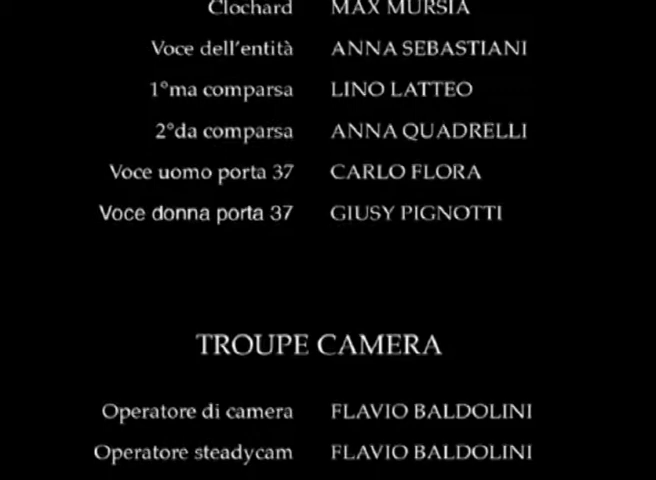 Clochard MAX MURSIA
Voce dell'entità ANNA SEBASTIANI
1°ma comparsa LINO LATTEO
2°da comparsa ANNA QUADRELLI
Voce uomo porta 37 CARLO FLORA
Voce donna porta 37 GIUSY PIGNOTTI
TROUPE CAMERA
Operatore di camera FLAVIO BALDOLINI
Operatore steadycam FLAVIO BALDOLINI